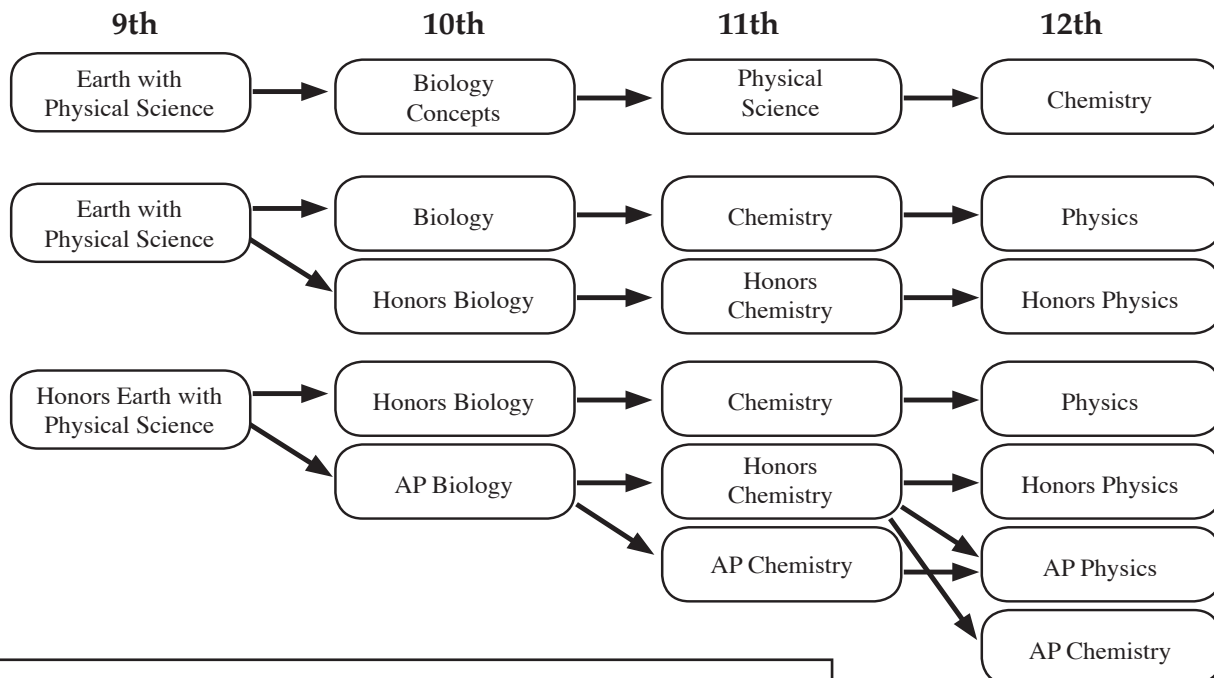 9th
10th
11th
12th
Earth with
Physical Science
Biology
Concepts
Physical
Science
Chemistry
Earth with
Physical Science
Biology
Chemistry
Physics
Honors Biology
Honors
Chemistry
Honors Physics
Honors Earth with
Physical Science
Honors Biology
Chemistry
Physics
AP Biology
Honors
Chemistry
Honors Physics
AP Chemistry
AP Physics
AP Chemistry